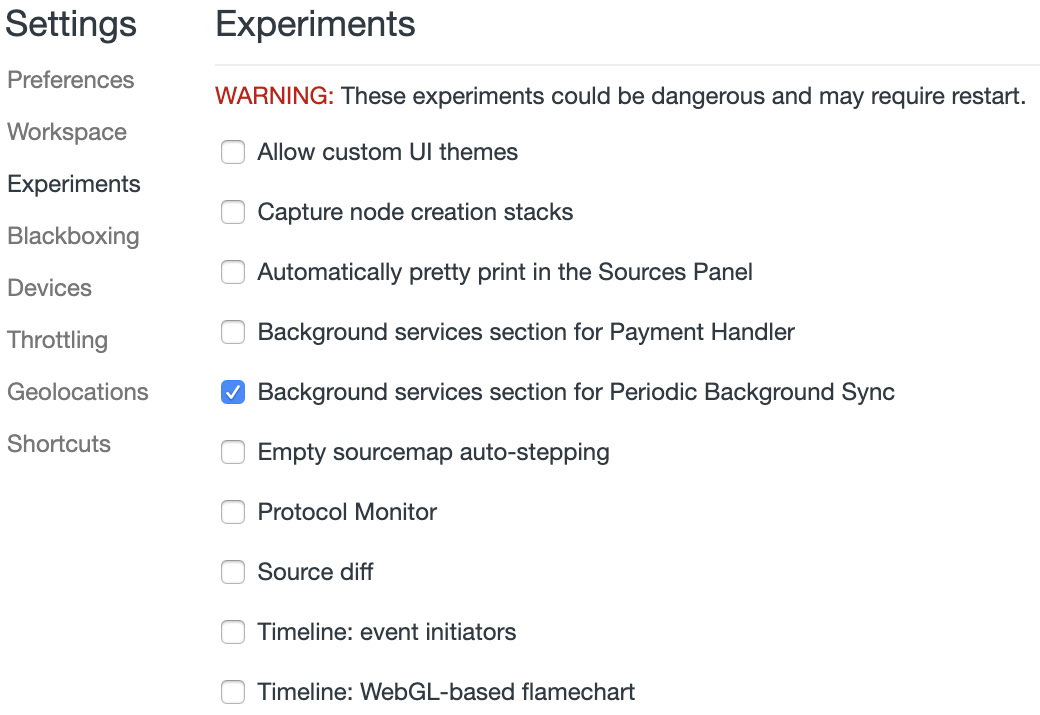 Settings
Preferences
Workspace
Experiments
Blackboxing
Devices
Throttling
Geolocations
Shortcuts
Experiments
WARNING: These experiments could be dangerous and may require restart.
Allow custom UI themes
Capture node creation stacks
Automatically pretty print in the Sources Panel
Background services section for Payment Handler
Background services section for Periodic Background Sync
Empty sourcemap auto-stepping
Protocol Monitor
Source diff
Timeline: event initiators
Timeline: WebGL-based flamechart